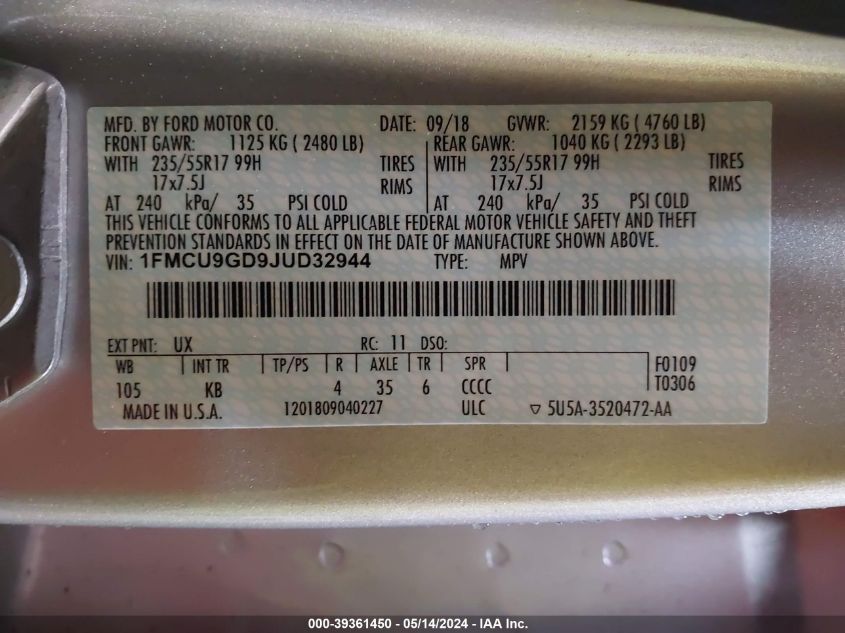 MFD. BY FORD MOTOR CO. DATE: 09/18 GVWR: 2159 KG ( 4760 LB)
FRONT GAWR: 1125 KG ( 2480 LB) REAR GAWR: 1040 KG ( 2293 LB)
WITH 235/55R17 99H TIRES WITH 235/55R17 99H TIRES
17x7.5J RIMS 17x7.5J RIMS
AT 240 kPa/ 35 PSI COLD AT 240 kPa/ 35 PSI COLD
THIS VEHICLE CONFORMS TO ALL APPLICABLE FEDERAL MOTOR VEHICLE SAFETY AND THEFT
PREVENTION STANDARDS IN EFFECT ON THE DATE OF MANUFACTURE SHOWN ABOVE.
VIN: 1FMCU9GD9JUD32944 TYPE: MPV
EXT PNT: UX RC: 11 DSO:
WB INT TR TP/PS R AXLE TR SPR F0109
105 KB 4 35 6 CCCC T0306
MADE IN U.S.A. 1201809040227 ULC ▽ 5U5A-3520472-AA
000-39361450 - 05/14/2024 - IAA Inc.